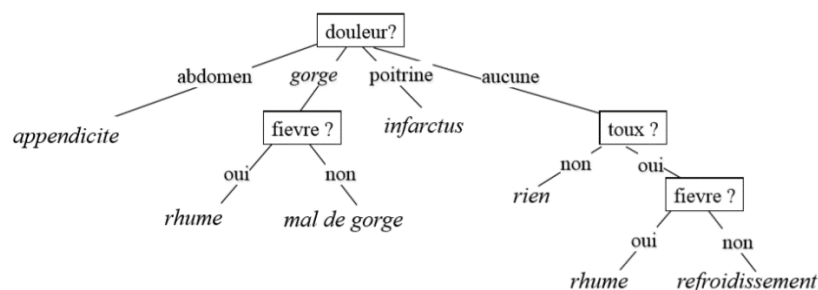 douleur?
abdomen gorge poitrine aucune
appendicite fievre ? infarctus toux ?
oui non non oui
rhume mal de gorge rien fievre ?
oui non
rhume refroidissement